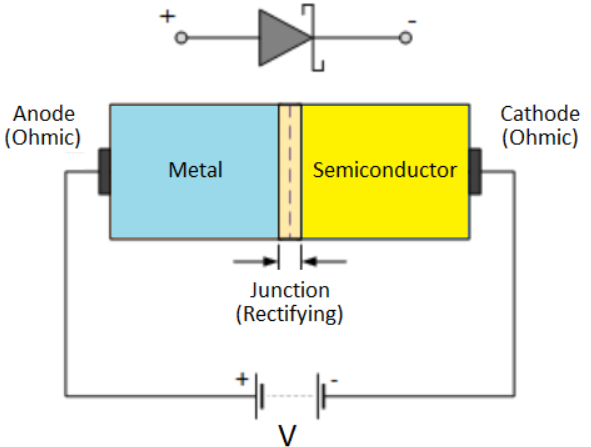 + -
Anode
(Ohmic)
Cathode
(Ohmic)
Metal
Semiconductor
Junction
(Rectifying)
+ -
V